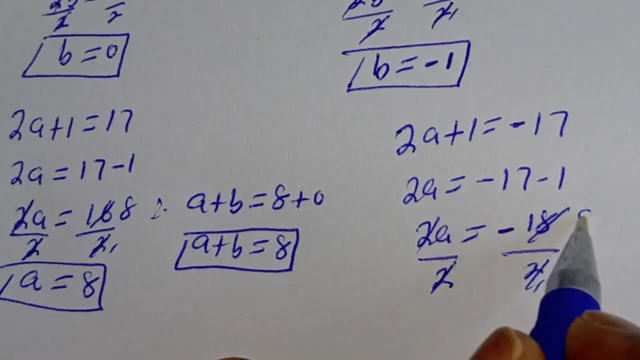 b=0
b=-1
2a+1=17
2a=17-1
2a/2 = 16/2 8 ∴ a+b=8+0
a=8
a+b=8
2a+1=-17
2a=-17-1
2a/2 = -18/2